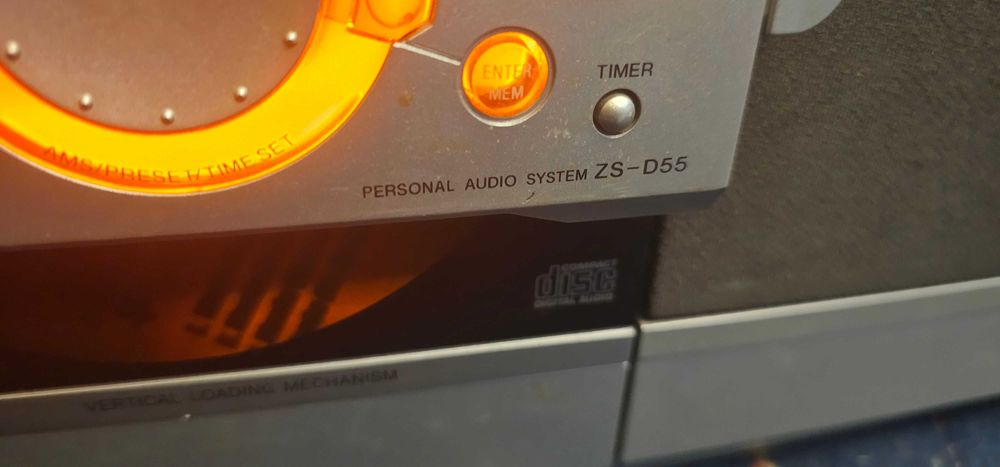 ENTER
MEM
TIMER
AMS/PRESET/TIME SET
PERSONAL AUDIO SYSTEM ZS-D55
COMPACT
disc
DIGITAL AUDIO
VERTICAL LOADING MECHANISM